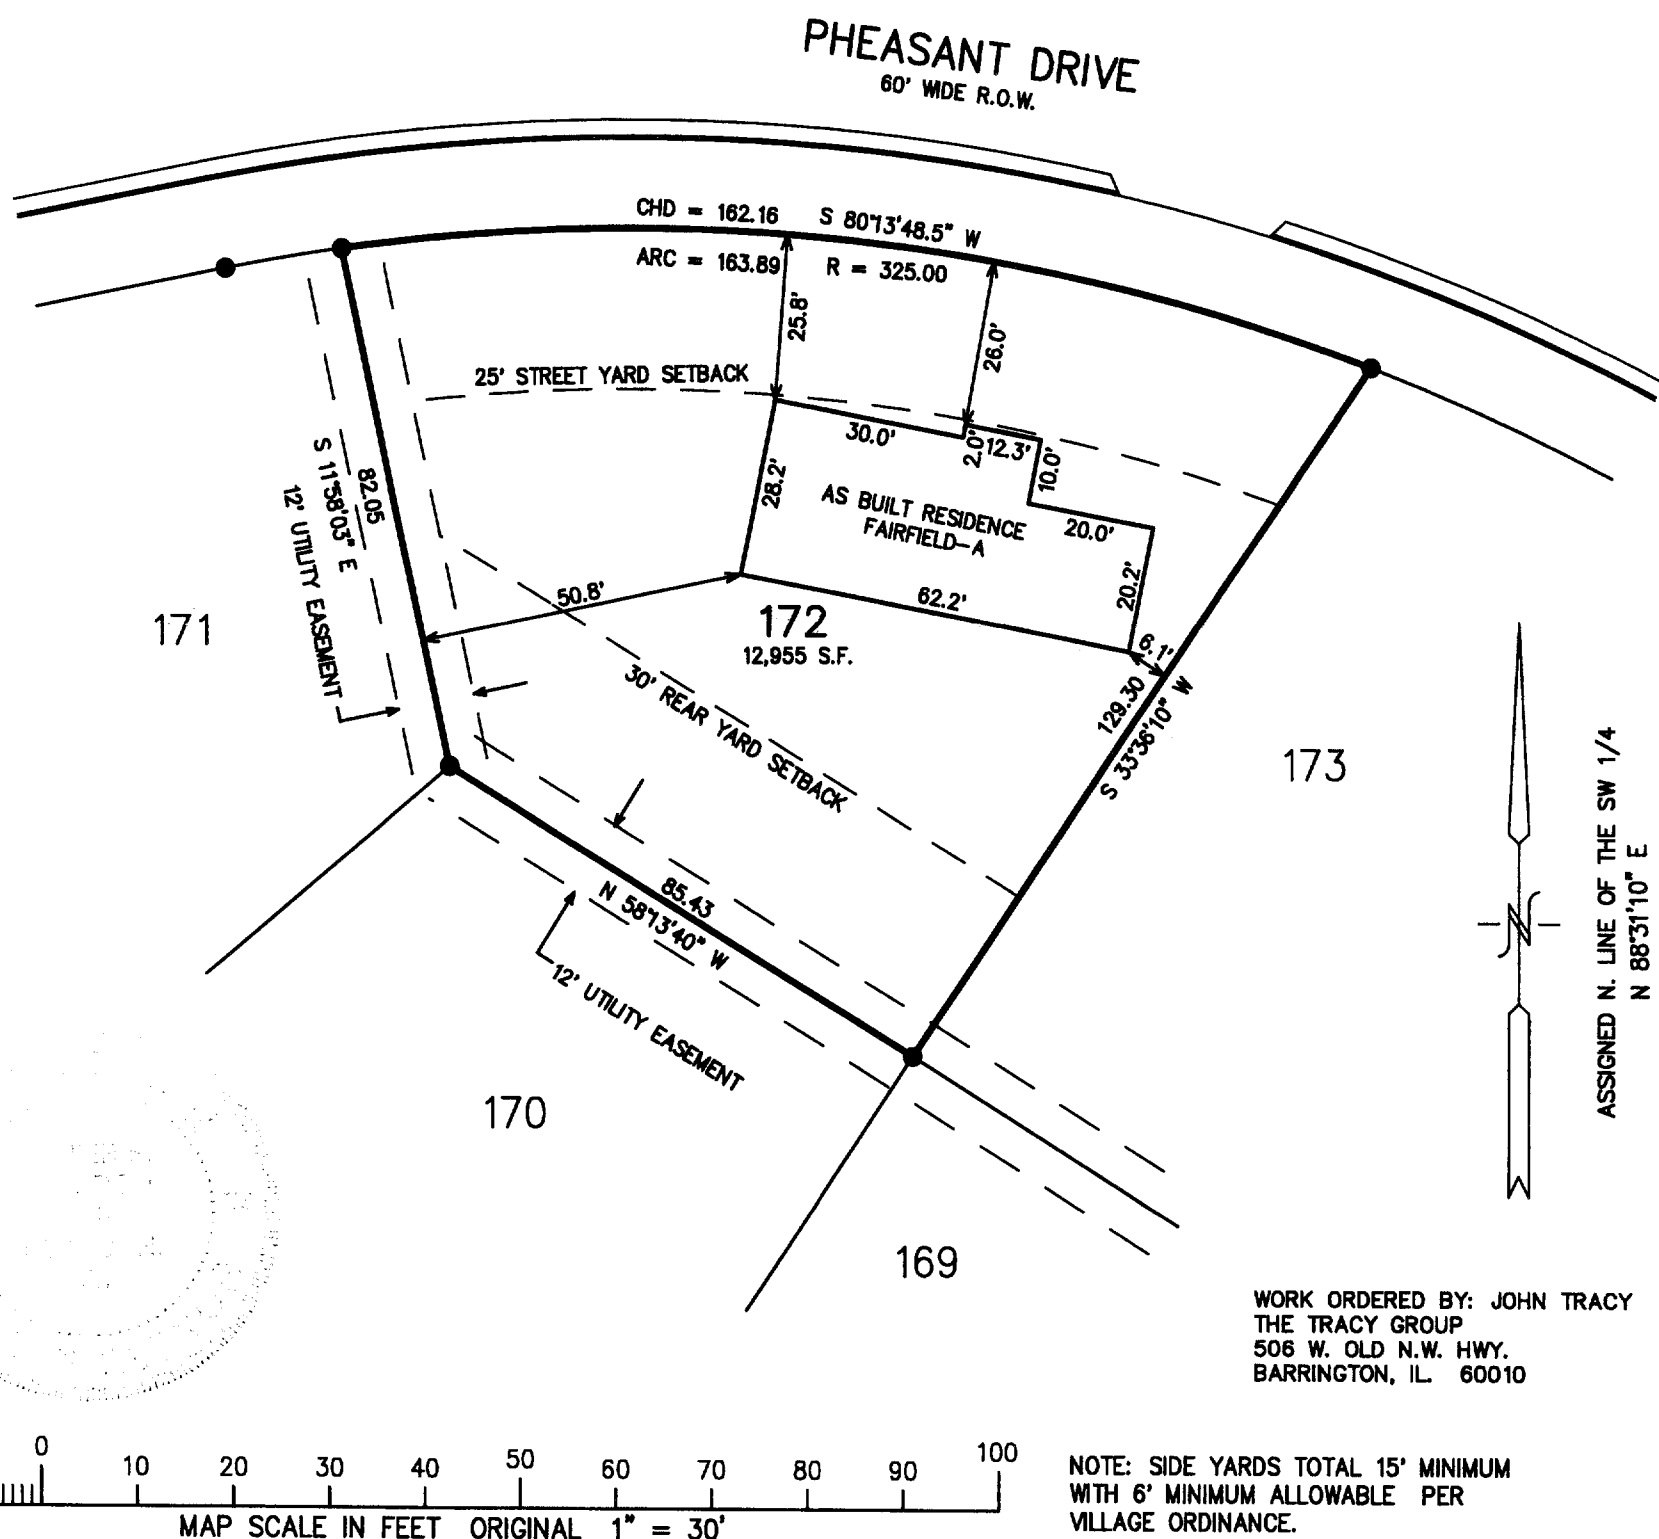 PHEASANT DRIVE
60' WIDE R.O.W.
CHD = 162.16 S 80°13'48.5" W
ARC = 163.89 R = 325.00
25.8'
26.0'
25' STREET YARD SETBACK
30.0'
2.0'
12.3'
10.0'
28.2'
AS BUILT RESIDENCE
FAIRFIELD-A
20.0'
20.2'
82.05
S 11°58'03" E
12' UTILITY EASEMENT
50.8'
62.2'
6.1'
171
172
12,955 S.F.
30' REAR YARD SETBACK
129.30
S 33°36'10" W
173
85.43
N 58°13'40" W
12' UTILITY EASEMENT
170
169
N
ASSIGNED N. LINE OF THE SW 1/4
N 88°31'10" E
WORK ORDERED BY: JOHN TRACY
THE TRACY GROUP
506 W. OLD N.W. HWY.
BARRINGTON, IL. 60010
0 10 20 30 40 50 60 70 80 90 100
MAP SCALE IN FEET ORIGINAL 1" = 30'
NOTE: SIDE YARDS TOTAL 15' MINIMUM
WITH 6' MINIMUM ALLOWABLE PER
VILLAGE ORDINANCE.